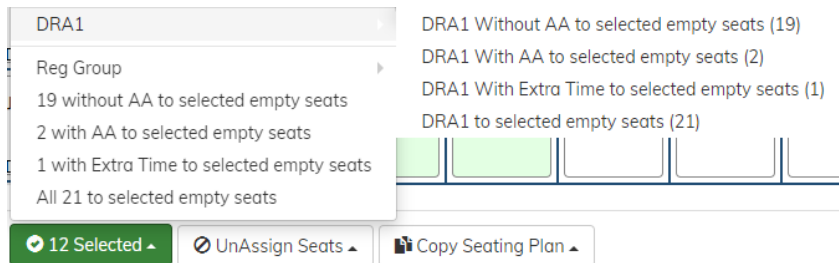 DRA1
Reg Group
19 without AA to selected empty seats
2 with AA to selected empty seats
1 with Extra Time to selected empty seats
All 21 to selected empty seats
DRA1 Without AA to selected empty seats (19)
DRA1 With AA to selected empty seats (2)
DRA1 With Extra Time to selected empty seats (1)
DRA1 to selected empty seats (21)
12 Selected
UnAssign Seats
Copy Seating Plan